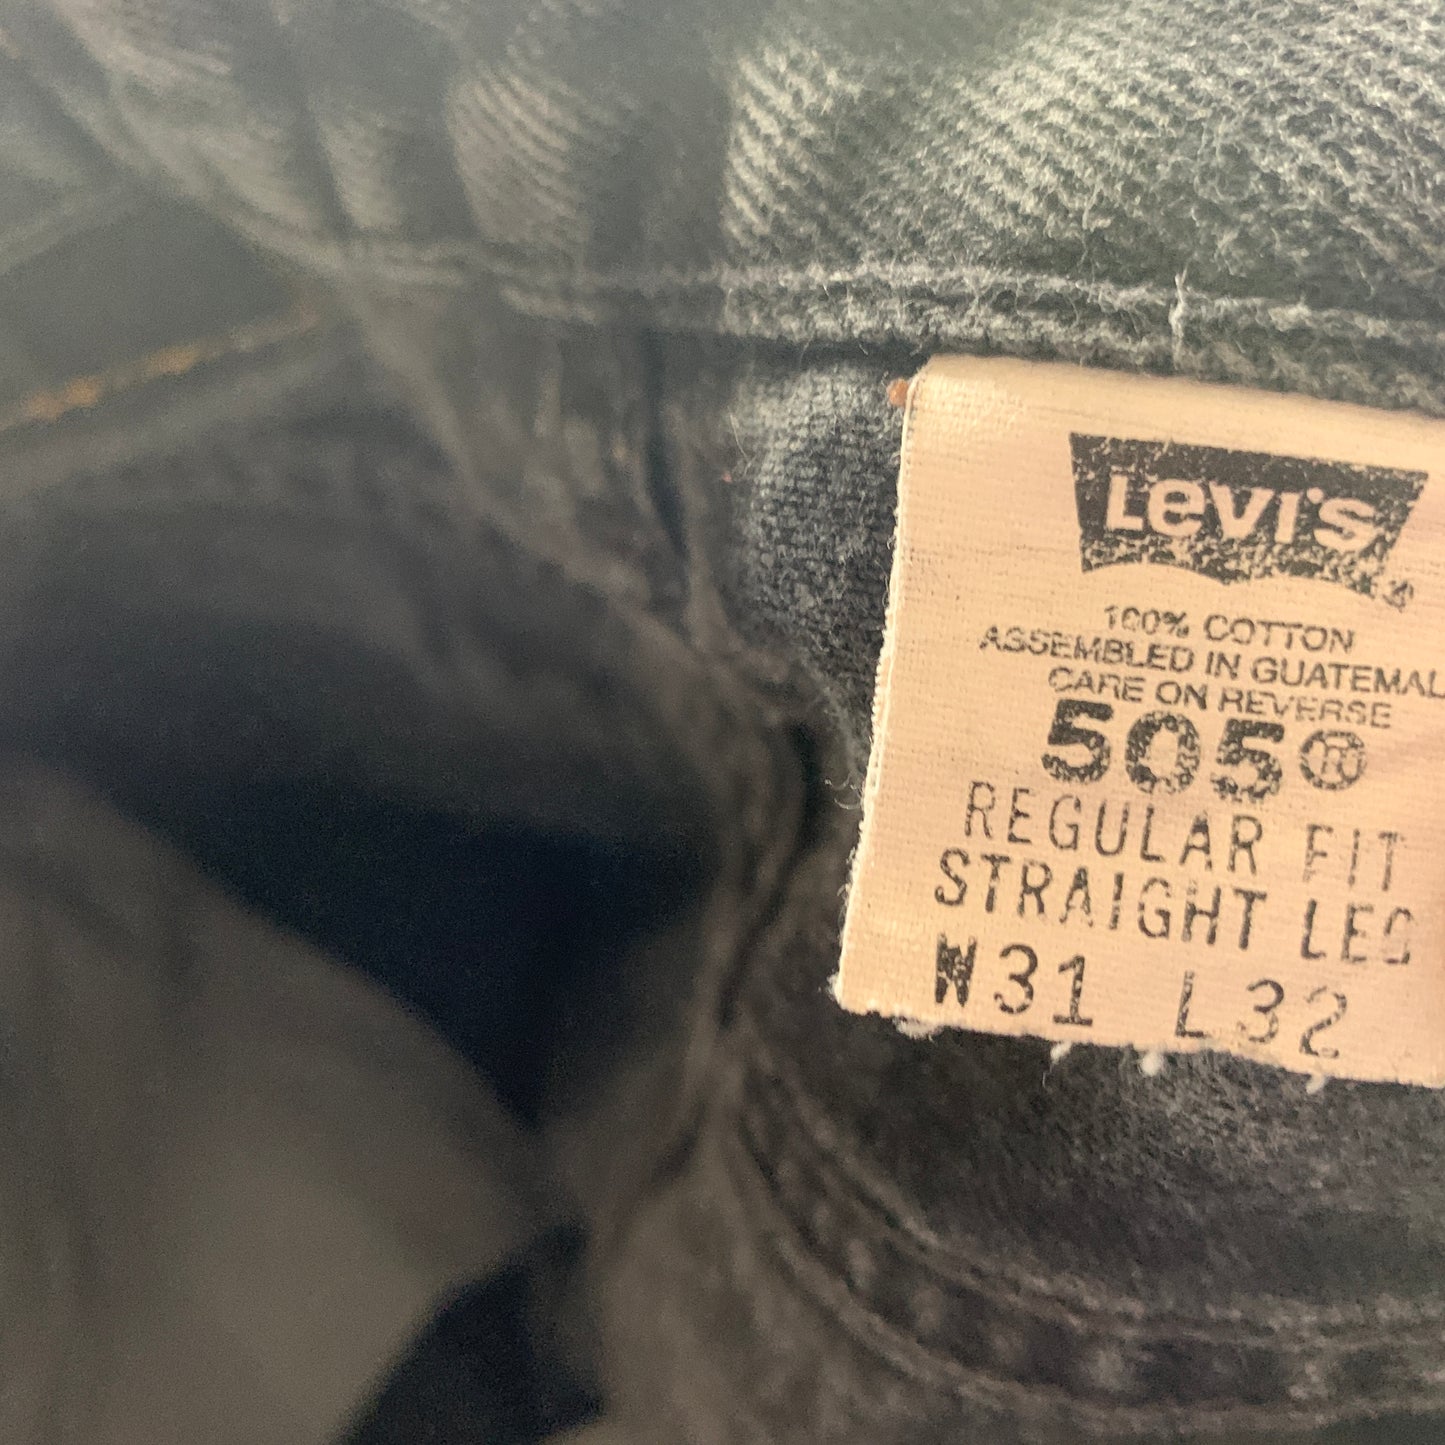 Levi's®
100% COTTON
ASSEMBLED IN GUATEMAL
CARE ON REVERSE
505®
REGULAR FIT
STRAIGHT LEG
W31 L32